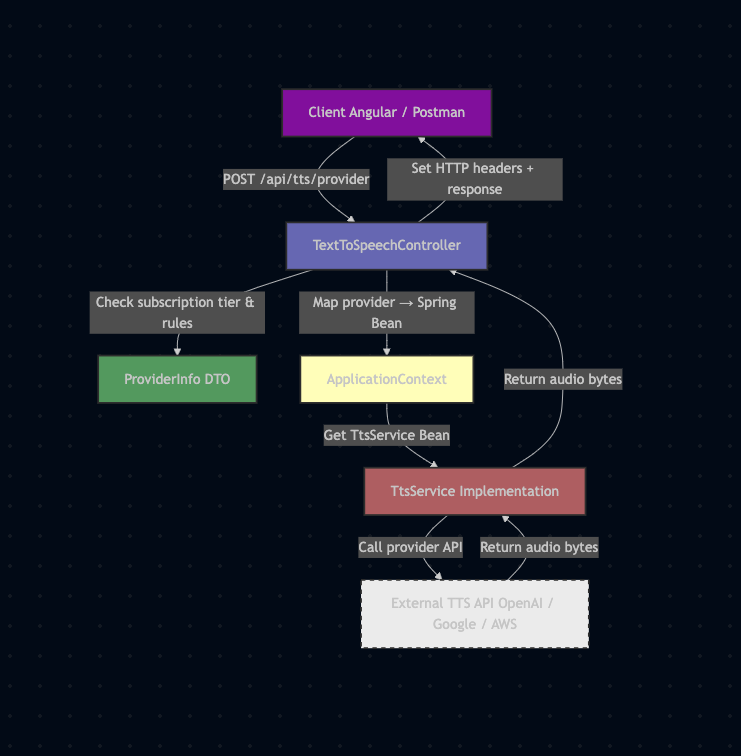 Client Angular / Postman
POST /api/tts/provider
Set HTTP headers +
response
TextToSpeechController
Check subscription tier &
rules
Map provider → Spring
Bean
ProviderInfo DTO
ApplicationContext
Return audio bytes
Get TtsService Bean
TtsService Implementation
Call provider API
Return audio bytes
External TTS API OpenAI /
Google / AWS